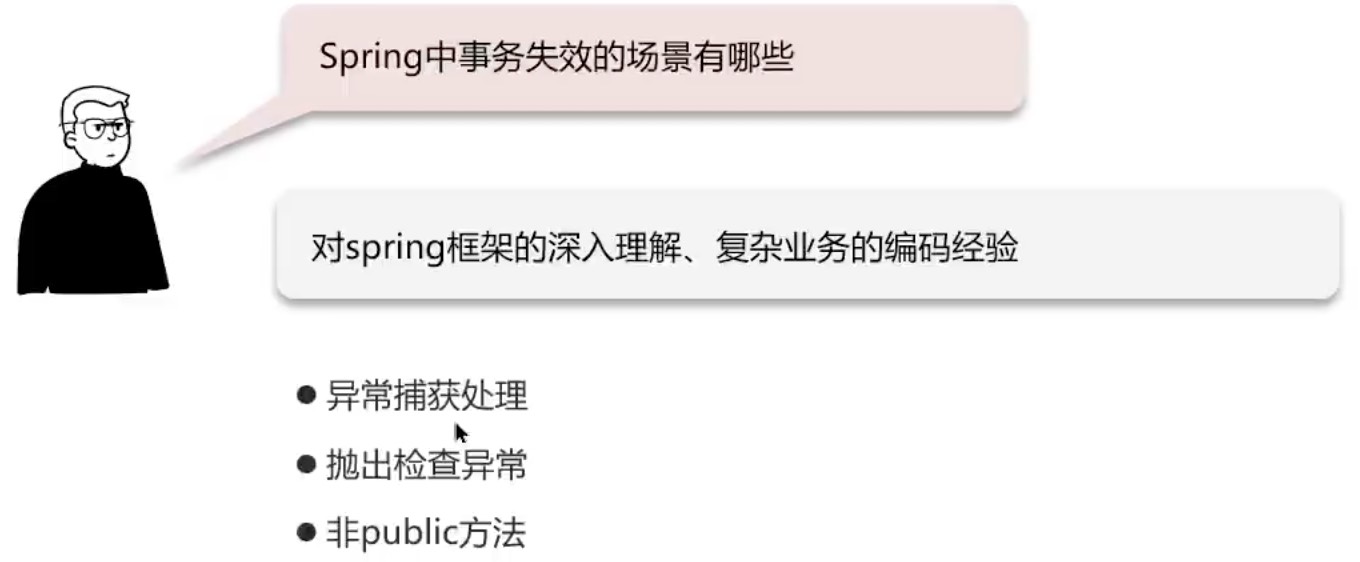 Spring中事务失效的场景有哪些
对spring框架的深入理解、复杂业务的编码经验
● 异常捕获处理
● 抛出检查异常
● 非public方法